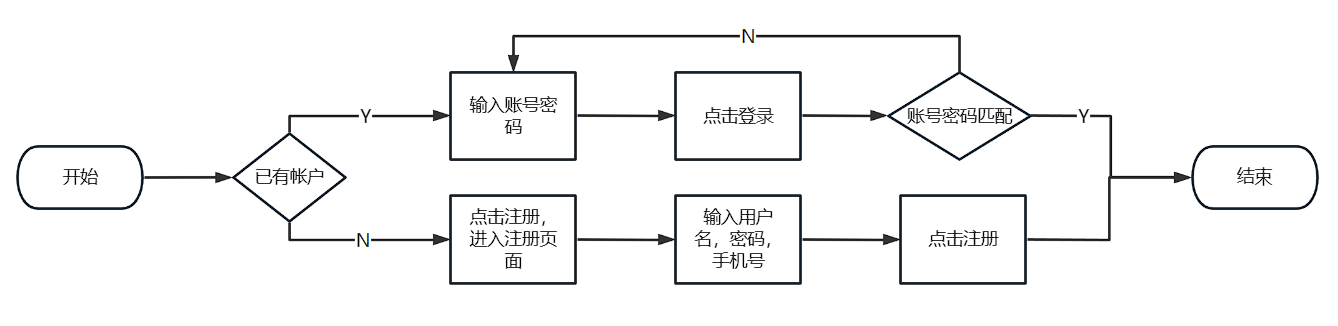 N
输入账号密
码
点击登录
账号密码匹配
Y
Y
开始
已有帐户
结束
N
点击注册，
进入注册页
面
输入用户
名，密码，
手机号
点击注册